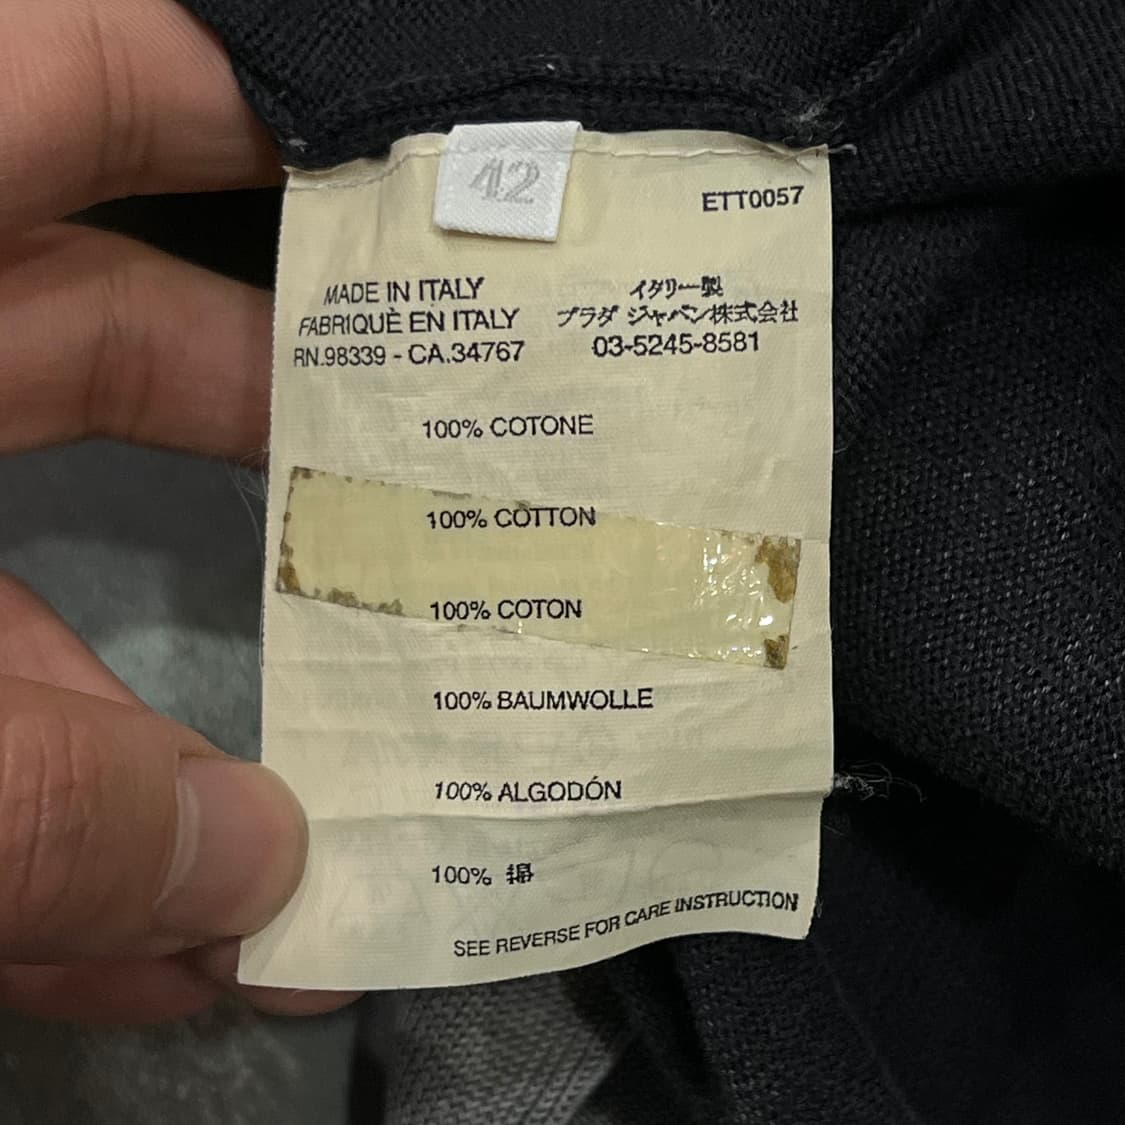 42
ETT0057
MADE IN ITALY
FABRIQUÈ EN ITALY
RN.98339 - CA.34767
イタリー製
プラダ ジャパン株式会社
03-5245-8581
100% COTONE
100% COTTON
100% COTON
100% BAUMWOLLE
100% ALGODÓN
100% 綿
SEE REVERSE FOR CARE INSTRUCTION